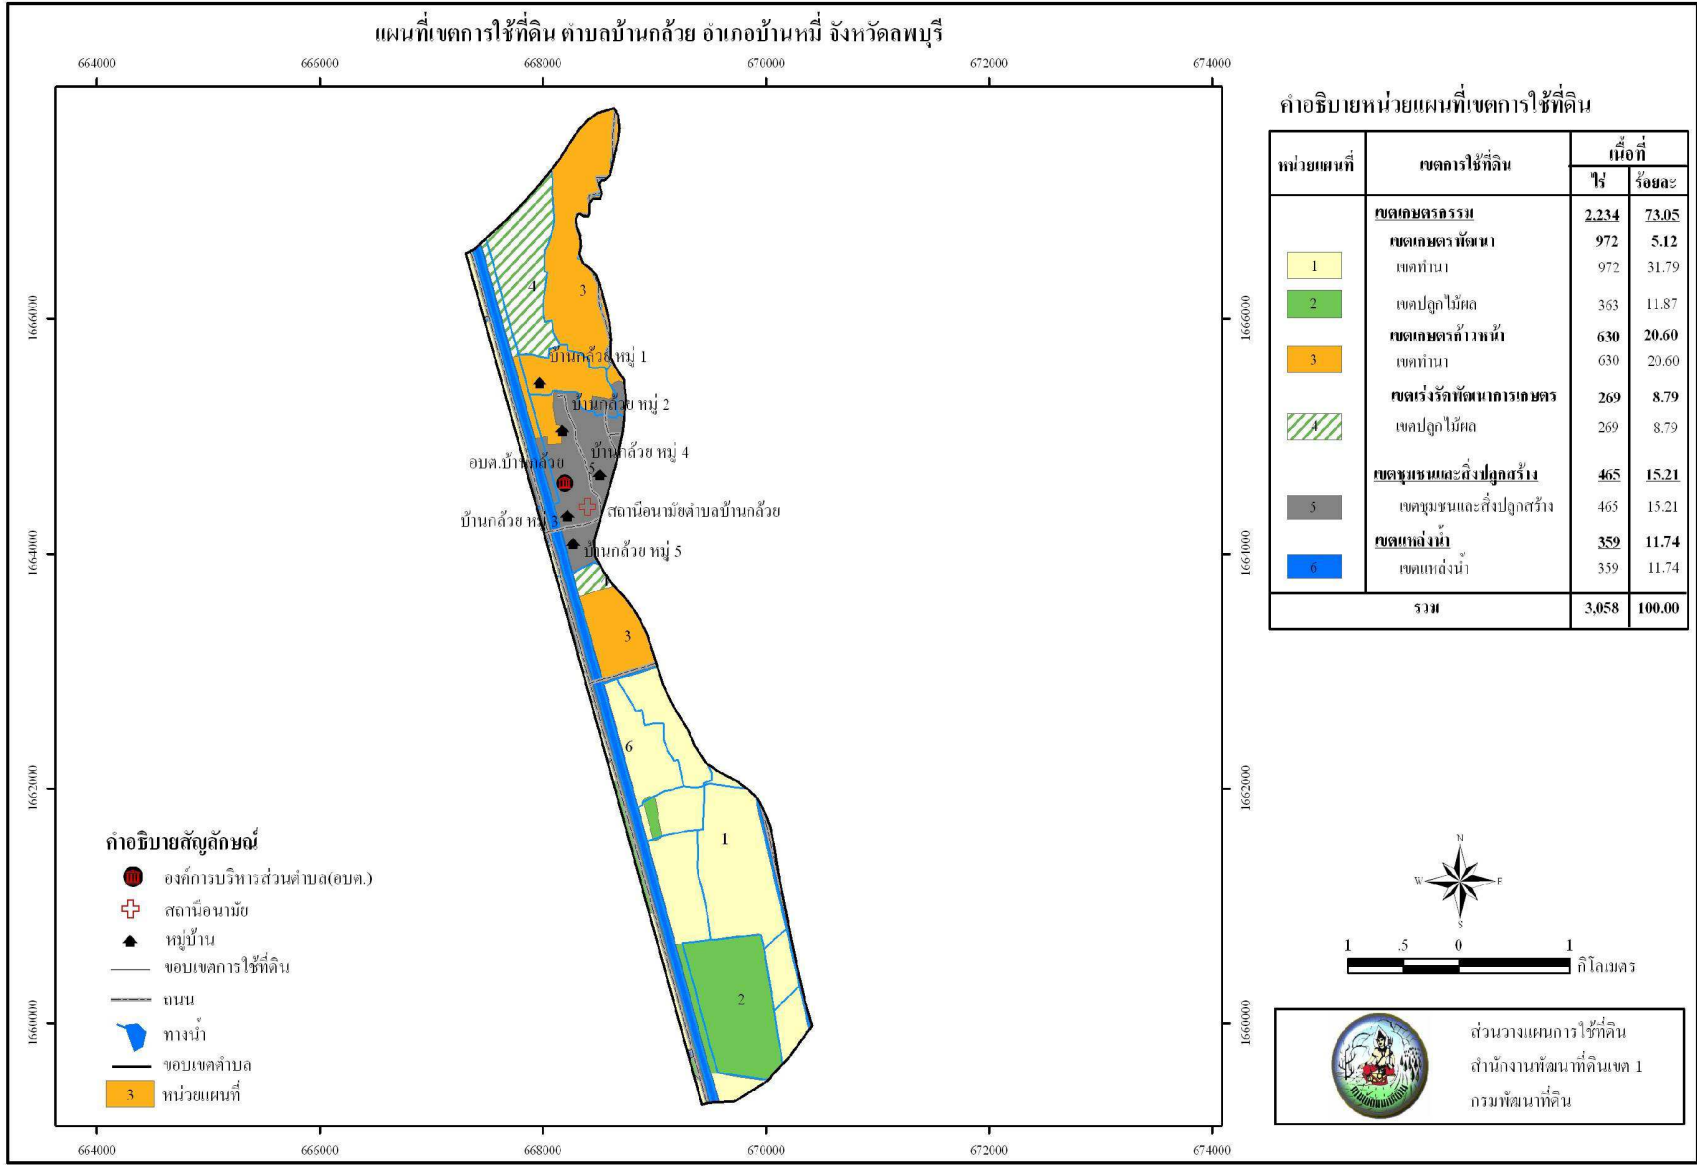 แผนที่เขตการใช้ที่ดิน ตำบลบ้านกล้วย อำเภอบ้านหมี่ จังหวัดลพบุรี
664000 666000 668000 670000 672000 674000
คำอธิบายหน่วยแผนที่เขตการใช้ที่ดิน
หน่วยแผนที่ เขตการใช้ที่ดิน เนื้อที่
ไร่ ร้อยละ
เขตเกษตรกรรม 2,234 73.05
เขตเกษตรพัฒนา 972 5.12
1 เขตทำนา 972 31.79
2 เขตปลูกไม้ผล 363 11.87
เขตเกษตรก้าวหน้า 630 20.60
3 เขตทำนา 630 20.60
เขตเร่งรัดพัฒนาการเกษตร 269 8.79
4 เขตปลูกไม้ผล 269 8.79
เขตชุมชนและสิ่งปลูกสร้าง 465 15.21
5 เขตชุมชนและสิ่งปลูกสร้าง 465 15.21
เขตแหล่งน้ำ 359 11.74
6 เขตแหล่งน้ำ 359 11.74
รวม 3,058 100.00
1666000
1664000
1662000
1660000
1666000
1664000
1662000
1660000
4
3
บ้านกล้วย หมู่ 1
บ้านกล้วย หมู่ 2
บ้านกล้วย หมู่ 4
อบต.บ้านกล้วย
5
สถานีอนามัยตำบลบ้านกล้วย
บ้านกล้วย หมู่ 3
บ้านกล้วย หมู่ 5
3
6
1
2
คำอธิบายสัญลักษณ์
องค์การบริหารส่วนตำบล(อบต.)
สถานีอนามัย
หมู่บ้าน
ขอบเขตการใช้ที่ดิน
ถนน
ทางน้ำ
ขอบเขตตำบล
3 หน่วยแผนที่
N
W E
S
1 .5 0 1
กิโลเมตร
ส่วนวางแผนการใช้ที่ดิน
สำนักงานพัฒนาที่ดินเขต 1
กรมพัฒนาที่ดิน
กรมพัฒนาที่ดิน
664000 666000 668000 670000 672000 674000